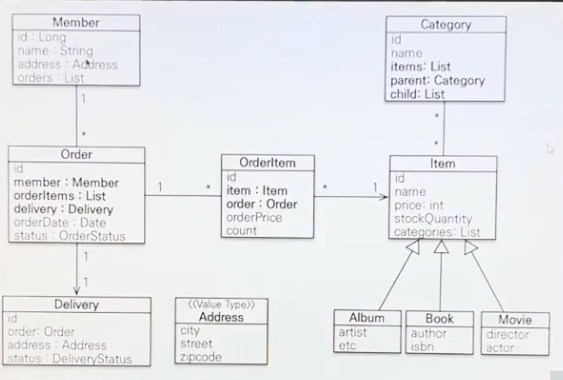 Member
id : Long
name : String
address : Address
orders : List
Category
id
name
items: List
parent: Category
child: List
1
*
*
*
Order
id
member : Member
orderItems : List
delivery : Delivery
orderDate : Date
status : OrderStatus
1
*
OrderItem
id
item : Item
order : Order
orderPrice
count
*
1
Item
id
name
price: int
stockQuantity
categories: List
1
1
Delivery
id
order: Order
address : Address
status : DeliveryStatus
《Value Type》
Address
city
street
zipcode
Album
artist
etc
Book
author
isbn
Movie
director
actor